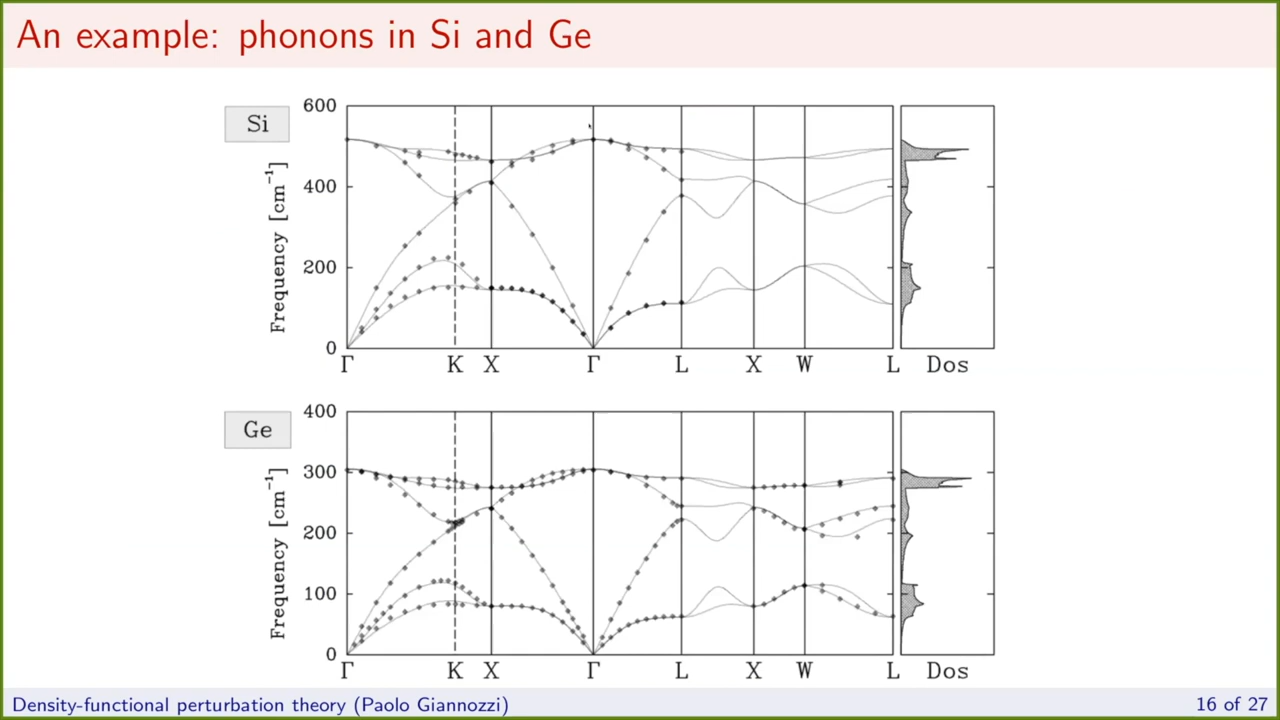 An example: phonons in Si and Ge
Si
Frequency [cm⁻¹]
600
400
200
0
Γ K X Γ L X W L Dos
Ge
Frequency [cm⁻¹]
400
300
200
100
0
Γ K X Γ L X W L Dos
Density-functional perturbation theory (Paolo Giannozzi) 16 of 27